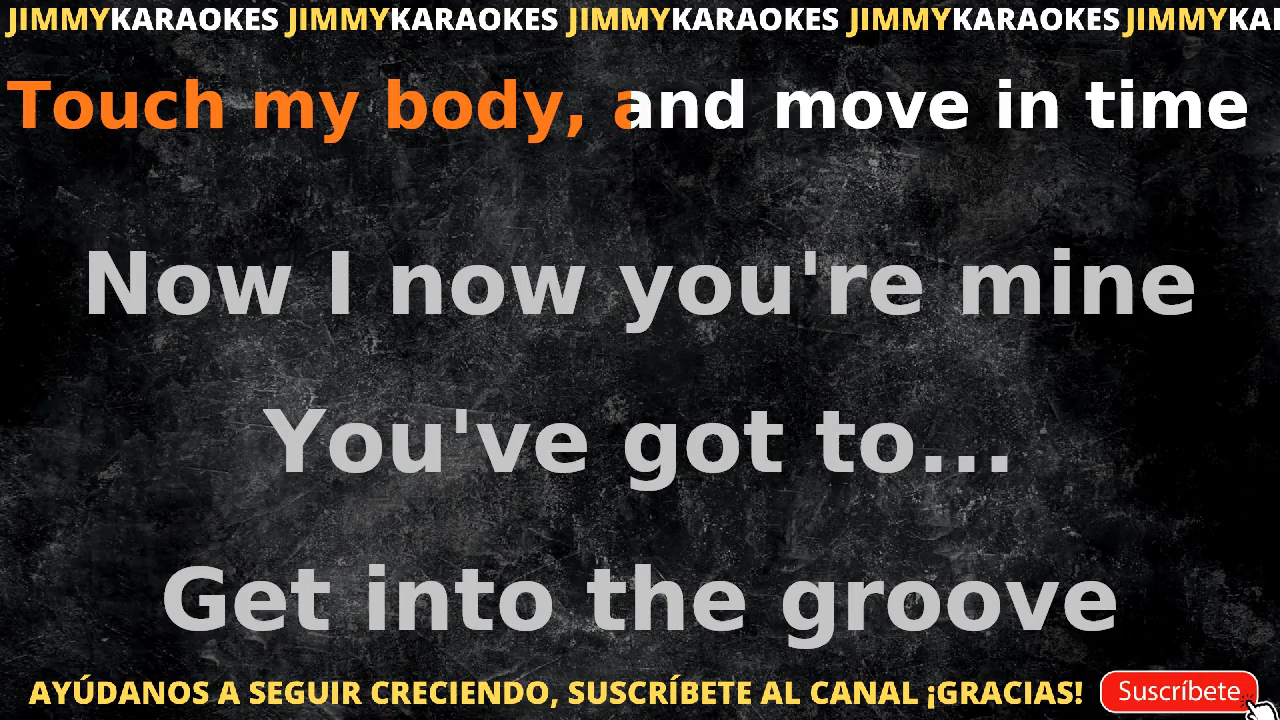 JIMMYKARAOKES JIMMYKARAOKES JIMMYKARAOKES JIMMYKARAOKES JIMMYKAR
Touch my body, and move in time
Now I now you're mine
You've got to...
Get into the groove
AYÚDANOS A SEGUIR CRECIENDO, SUSCRÍBETE AL CANAL ¡GRACIAS! Suscríbete